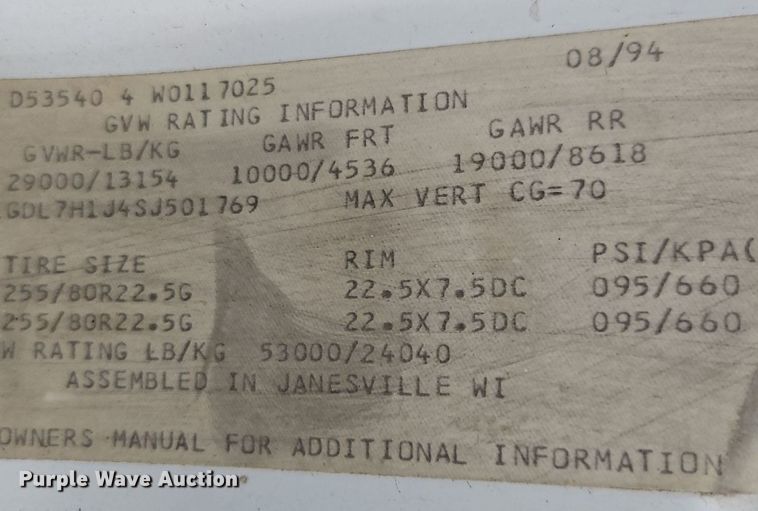 08/94
D53540 4 W0117025
GVW RATING INFORMATION
GVWR-LB/KG GAWR FRT GAWR RR
29000/13154 10000/4536 19000/8618
GDL7H1J4SJ501769 MAX VERT CG=70
TIRE SIZE RIM PSI/KPA(
255/80R22.5G 22.5X7.5DC 095/660
255/80R22.5G 22.5X7.5DC 095/660
W RATING LB/KG 53000/24040
ASSEMBLED IN JANESVILLE WI
OWNERS MANUAL FOR ADDITIONAL INFORMATION
Purple Wave Auction